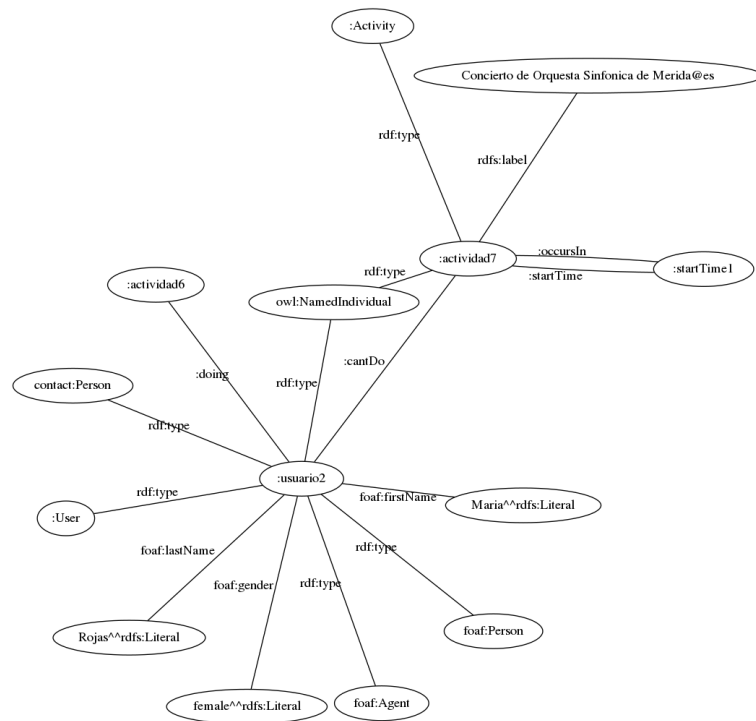 :Activity
Concierto de Orquesta Sinfonica de Merida@es
rdf:type
rdfs:label
:actividad7
:occursIn
:startTime1
rdf:type
:startTime
:actividad6
owl:NamedIndividual
:cantDo
:doing
rdf:type
contact:Person
rdf:type
:usuario2
rdf:type
foaf:firstName
Maria^^rdfs:Literal
:User
foaf:lastName
rdf:type
foaf:gender
rdf:type
Rojas^^rdfs:Literal
foaf:Person
female^^rdfs:Literal
foaf:Agent